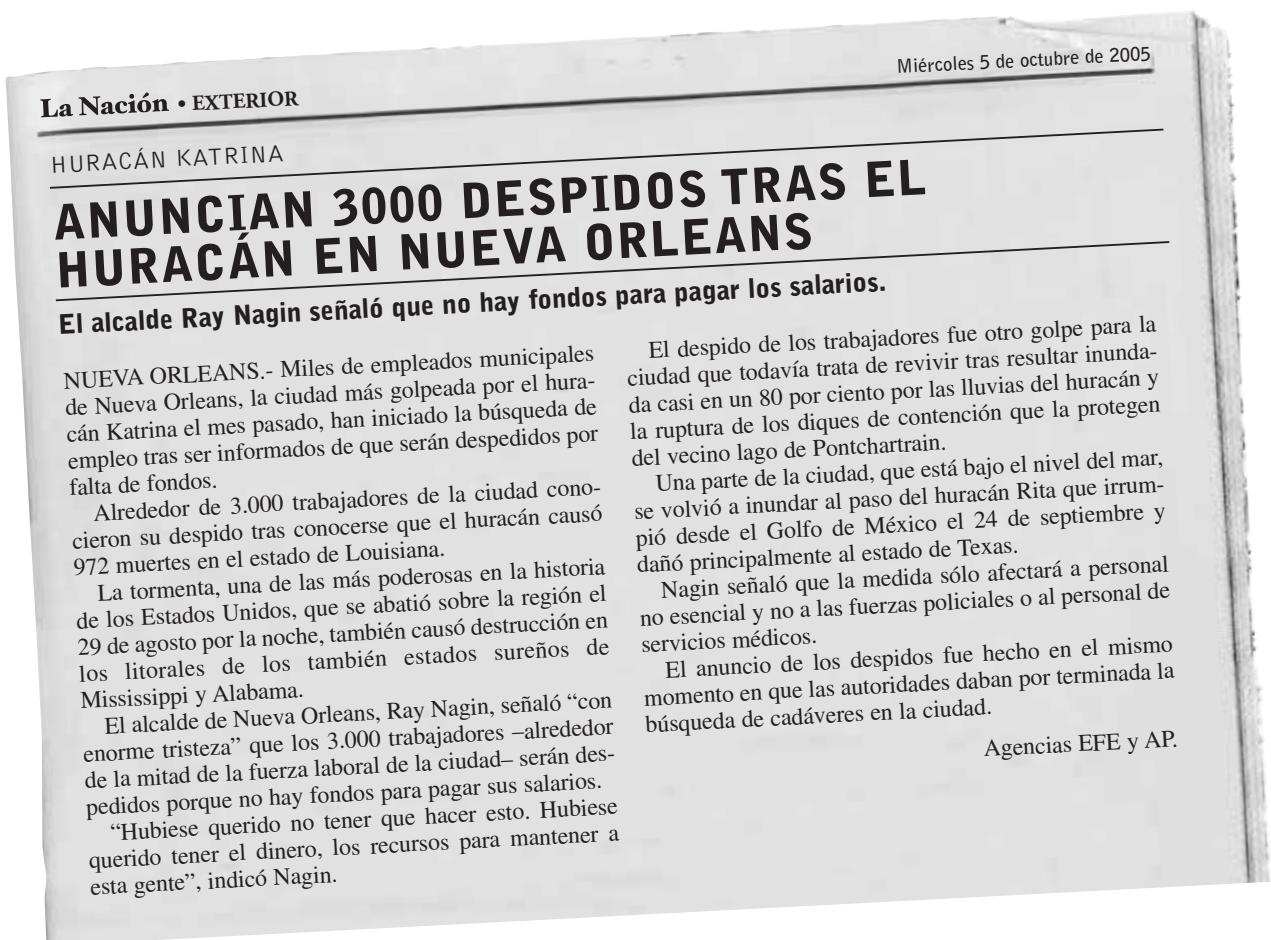 La Nación • EXTERIOR
Miércoles 5 de octubre de 2005
HURACÁN KATRINA
ANUNCIAN 3000 DESPIDOS TRAS EL
HURACÁN EN NUEVA ORLEANS
El alcalde Ray Nagin señaló que no hay fondos para pagar los salarios.
NUEVA ORLEANS.- Miles de empleados municipales
de Nueva Orleans, la ciudad más golpeada por el hura-
cán Katrina el mes pasado, han iniciado la búsqueda de
empleo tras ser informados de que serán despedidos por
falta de fondos.
Alrededor de 3.000 trabajadores de la ciudad cono-
cieron su despido tras conocerse que el huracán causó
972 muertes en el estado de Louisiana.
La tormenta, una de las más poderosas en la historia
de los Estados Unidos, que se abatió sobre la región el
29 de agosto por la noche, también causó destrucción en
los litorales de los también estados sureños de
Mississippi y Alabama.
El alcalde de Nueva Orleans, Ray Nagin, señaló “con
enorme tristeza” que los 3.000 trabajadores –alrededor
de la mitad de la fuerza laboral de la ciudad– serán des-
pedidos porque no hay fondos para pagar sus salarios.
“Hubiese querido no tener que hacer esto. Hubiese
querido tener el dinero, los recursos para mantener a
esta gente”, indicó Nagin.
El despido de los trabajadores fue otro golpe para la
ciudad que todavía trata de revivir tras resultar inunda-
da casi en un 80 por ciento por las lluvias del huracán y
la ruptura de los diques de contención que la protegen
del vecino lago de Pontchartrain.
Una parte de la ciudad, que está bajo el nivel del mar,
se volvió a inundar al paso del huracán Rita que irrum-
pió desde el Golfo de México el 24 de septiembre y
dañó principalmente al estado de Texas.
Nagin señaló que la medida sólo afectará a personal
no esencial y no a las fuerzas policiales o al personal de
servicios médicos.
El anuncio de los despidos fue hecho en el mismo
momento en que las autoridades daban por terminada la
búsqueda de cadáveres en la ciudad.
Agencias EFE y AP.